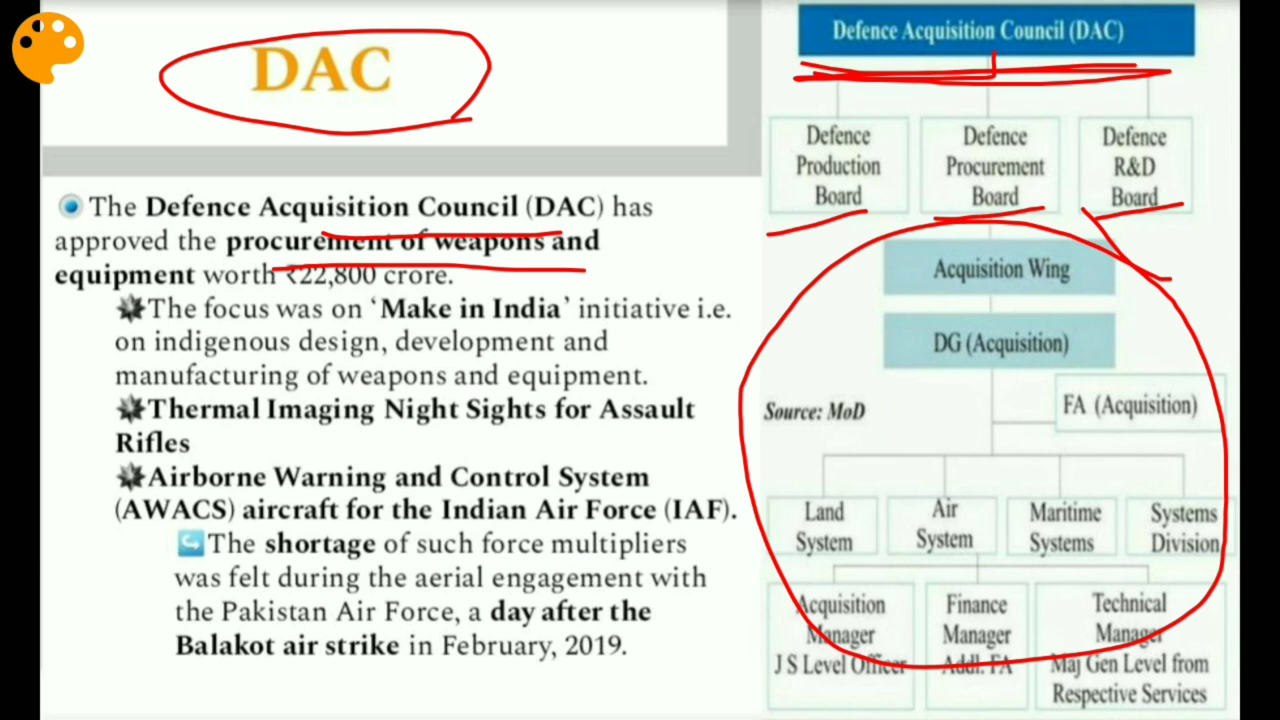 DAC
The Defence Acquisition Council (DAC) has
approved the procurement of weapons and
equipment worth ₹22,800 crore.
The focus was on ‘Make in India’ initiative i.e.
on indigenous design, development and
manufacturing of weapons and equipment.
Thermal Imaging Night Sights for Assault
Rifles
Airborne Warning and Control System
(AWACS) aircraft for the Indian Air Force (IAF).
The shortage of such force multipliers
was felt during the aerial engagement with
the Pakistan Air Force, a day after the
Balakot air strike in February, 2019.
Defence Acquisition Council (DAC)
Defence
Production
Board
Defence
Procurement
Board
Defence
R&D
Board
Acquisition Wing
DG (Acquisition)
Source: MoD
FA (Acquisition)
Land
System
Air
System
Maritime
Systems
Systems
Division
Acquisition
Manager
J S Level Officer
Finance
Manager
Addl. FA
Technical
Manager
Maj Gen Level from
Respective Services